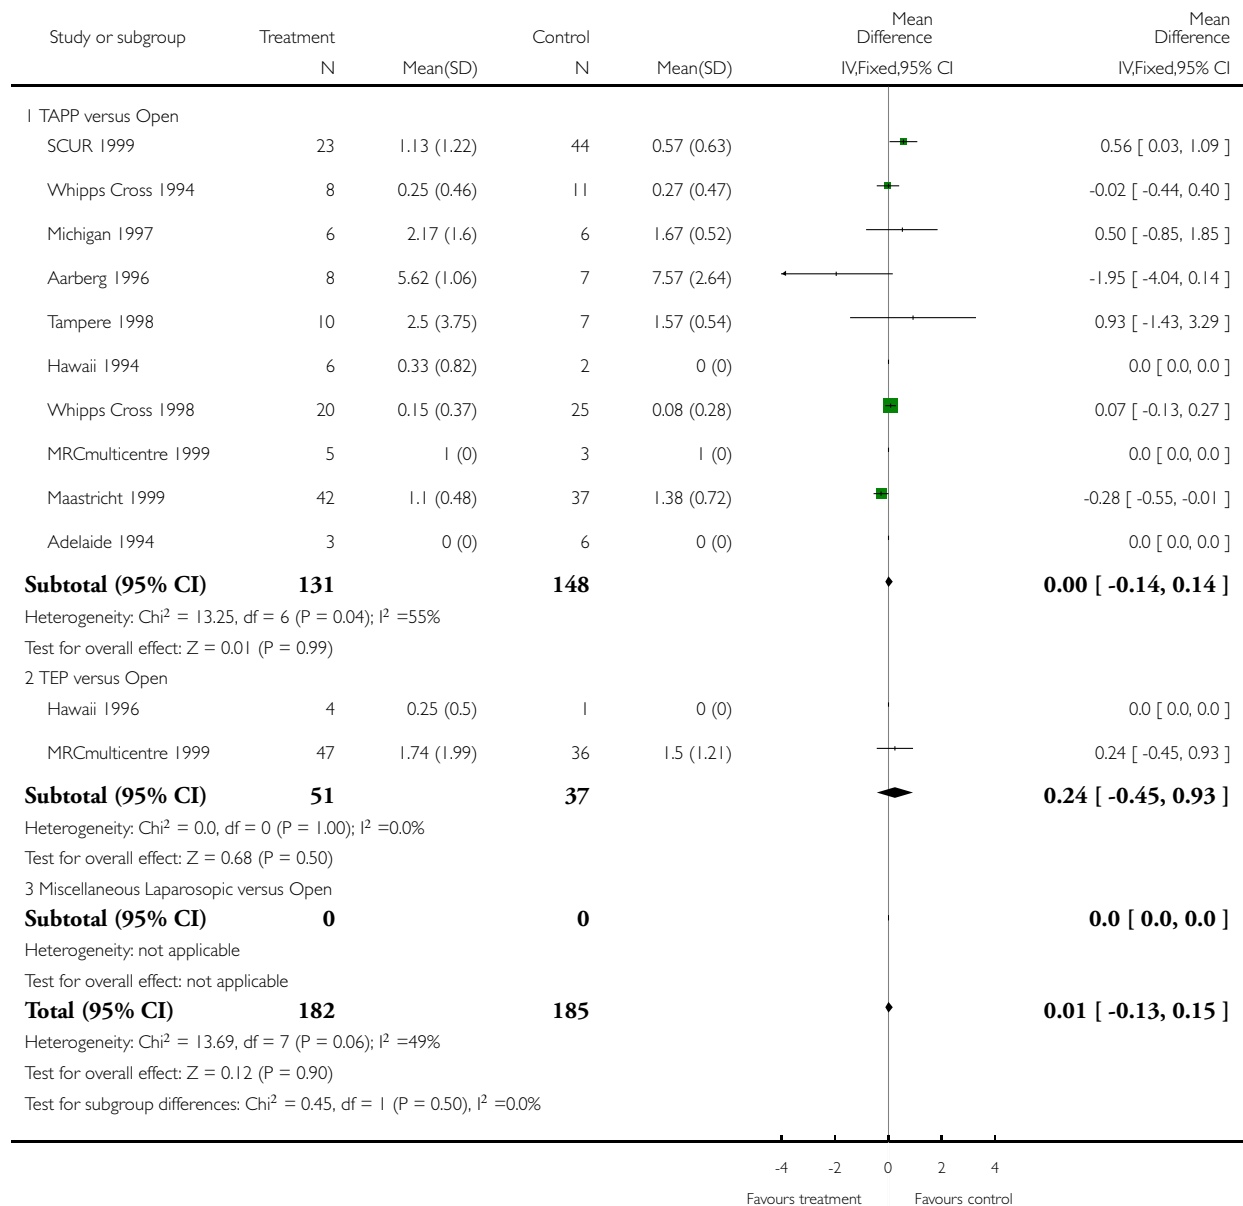 Mean Mean
Study or subgroup Treatment Control Difference Difference
N Mean(SD) N Mean(SD) IV,Fixed,95% CI IV,Fixed,95% CI
1 TAPP versus Open
SCUR 1999 23 1.13 (1.22) 44 0.57 (0.63) 0.56 [ 0.03, 1.09 ]
Whipps Cross 1994 8 0.25 (0.46) 11 0.27 (0.47) -0.02 [ -0.44, 0.40 ]
Michigan 1997 6 2.17 (1.6) 6 1.67 (0.52) 0.50 [ -0.85, 1.85 ]
Aarberg 1996 8 5.62 (1.06) 7 7.57 (2.64) -1.95 [ -4.04, 0.14 ]
Tampere 1998 10 2.5 (3.75) 7 1.57 (0.54) 0.93 [ -1.43, 3.29 ]
Hawaii 1994 6 0.33 (0.82) 2 0 (0) 0.0 [ 0.0, 0.0 ]
Whipps Cross 1998 20 0.15 (0.37) 25 0.08 (0.28) 0.07 [ -0.13, 0.27 ]
MRCmulticentre 1999 5 1 (0) 3 1 (0) 0.0 [ 0.0, 0.0 ]
Maastricht 1999 42 1.1 (0.48) 37 1.38 (0.72) -0.28 [ -0.55, -0.01 ]
Adelaide 1994 3 0 (0) 6 0 (0) 0.0 [ 0.0, 0.0 ]
Subtotal (95% CI) 131 148 0.00 [ -0.14, 0.14 ]
Heterogeneity: Chi² = 13.25, df = 6 (P = 0.04); I² =55%
Test for overall effect: Z = 0.01 (P = 0.99)
2 TEP versus Open
Hawaii 1996 4 0.25 (0.5) 1 0 (0) 0.0 [ 0.0, 0.0 ]
MRCmulticentre 1999 47 1.74 (1.99) 36 1.5 (1.21) 0.24 [ -0.45, 0.93 ]
Subtotal (95% CI) 51 37 0.24 [ -0.45, 0.93 ]
Heterogeneity: Chi² = 0.0, df = 0 (P = 1.00); I² =0.0%
Test for overall effect: Z = 0.68 (P = 0.50)
3 Miscellaneous Laparosopic versus Open
Subtotal (95% CI) 0 0 0.0 [ 0.0, 0.0 ]
Heterogeneity: not applicable
Test for overall effect: not applicable
Total (95% CI) 182 185 0.01 [ -0.13, 0.15 ]
Heterogeneity: Chi² = 13.69, df = 7 (P = 0.06); I² =49%
Test for overall effect: Z = 0.12 (P = 0.90)
Test for subgroup differences: Chi² = 0.45, df = 1 (P = 0.50), I² =0.0%
-4 -2 0 2 4
Favours treatment Favours control